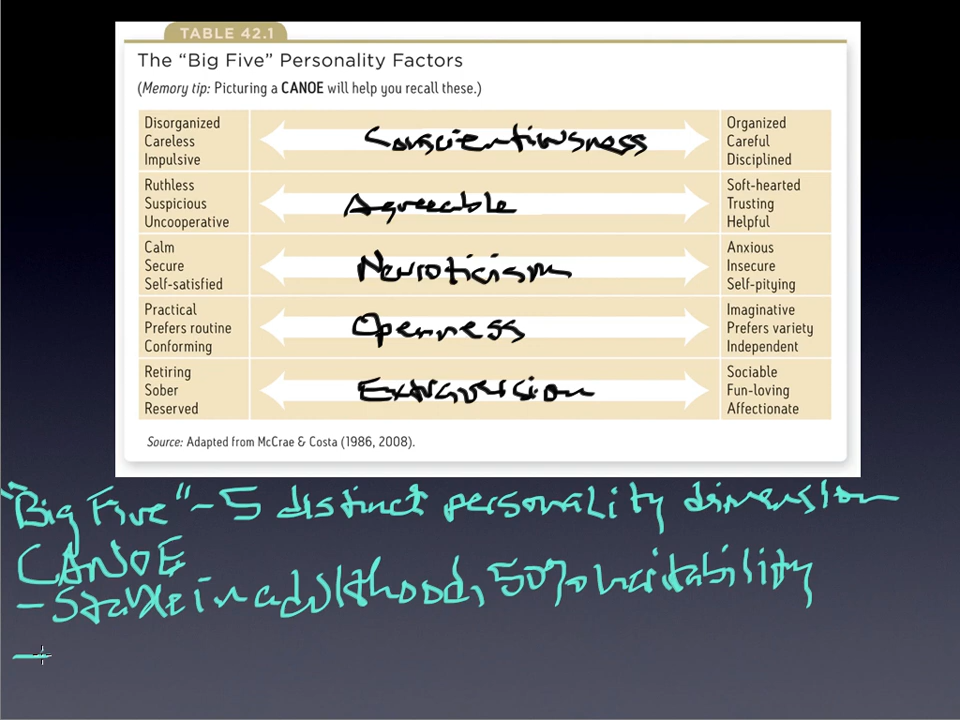 TABLE 42.1
The “Big Five” Personality Factors
(Memory tip: Picturing a CANOE will help you recall these.)
Disorganized
Careless
Impulsive
Conscientiousness
Organized
Careful
Disciplined
Ruthless
Suspicious
Uncooperative
Agreeable
Soft-hearted
Trusting
Helpful
Calm
Secure
Self-satisfied
Neuroticism
Anxious
Insecure
Self-pitying
Practical
Prefers routine
Conforming
Openness
Imaginative
Prefers variety
Independent
Retiring
Sober
Reserved
Extraversion
Sociable
Fun-loving
Affectionate
Source: Adapted from McCrae & Costa (1986, 2008).
"Big Five" - 5 distinct personality dimension
CANOE
- Stable in adulthood, 50% heritability
-